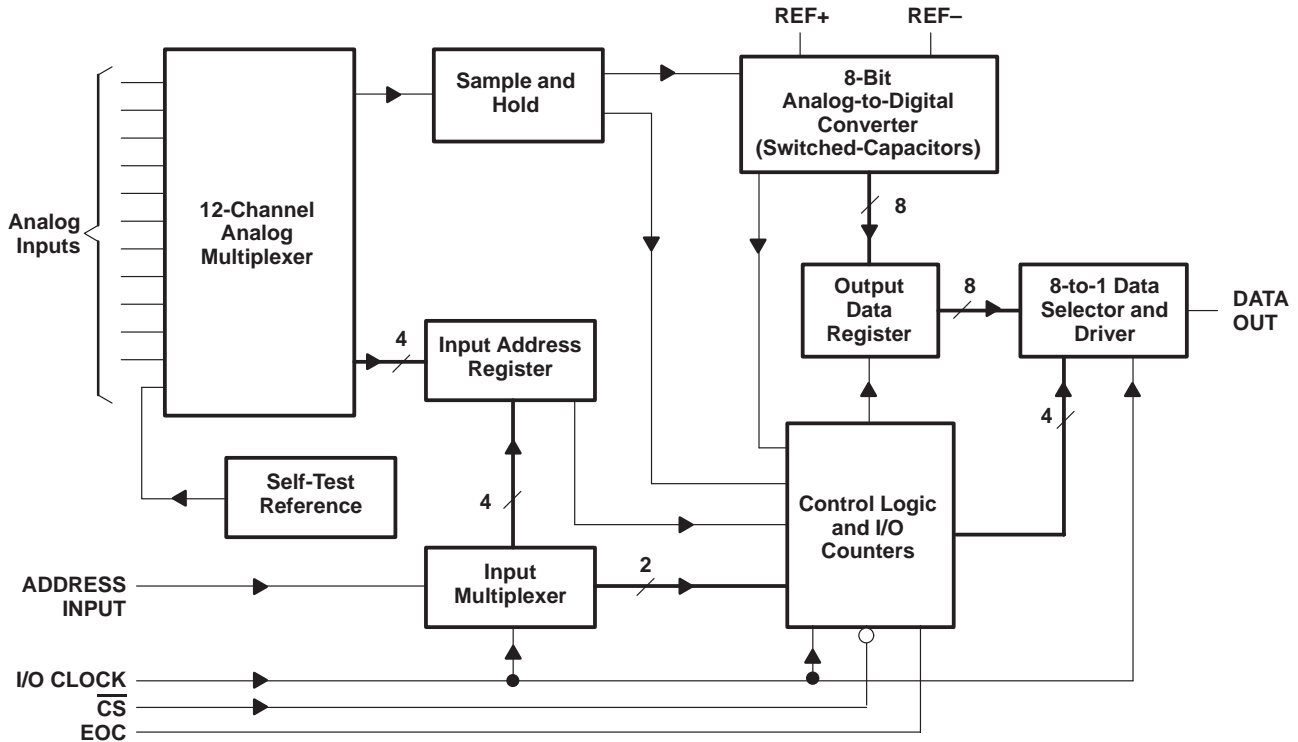 REF+
REF–
Sample and
Hold
8-Bit
Analog-to-Digital
Converter
(Switched-Capacitors)
Analog
Inputs
12-Channel
Analog
Multiplexer
8
Output
Data
Register
8
8-to-1 Data
Selector and
Driver
DATA
OUT
4
Input Address
Register
4
Self-Test
Reference
4
Control Logic
and I/O
Counters
ADDRESS
INPUT
Input
Multiplexer
2
I/O CLOCK
C̅S̅
EOC